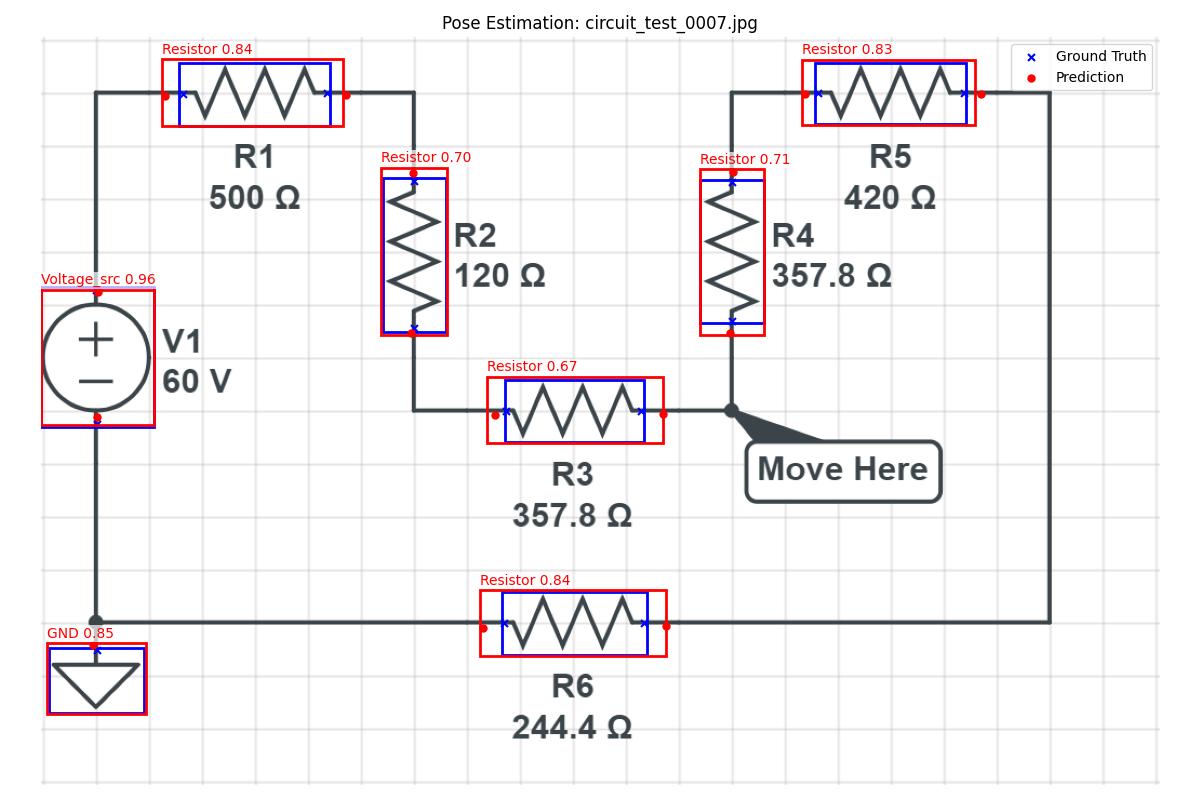 Pose Estimation: circuit_test_0007.jpg
Resistor 0.84
Resistor 0.83
Ground Truth
Prediction
R1
500 Ω
R5
420 Ω
Resistor 0.70
Resistor 0.71
R2
120 Ω
R4
357.8 Ω
Voltage_src 0.96
V1
60 V
Resistor 0.67
Move Here
R3
357.8 Ω
Resistor 0.84
GND 0.85
R6
244.4 Ω